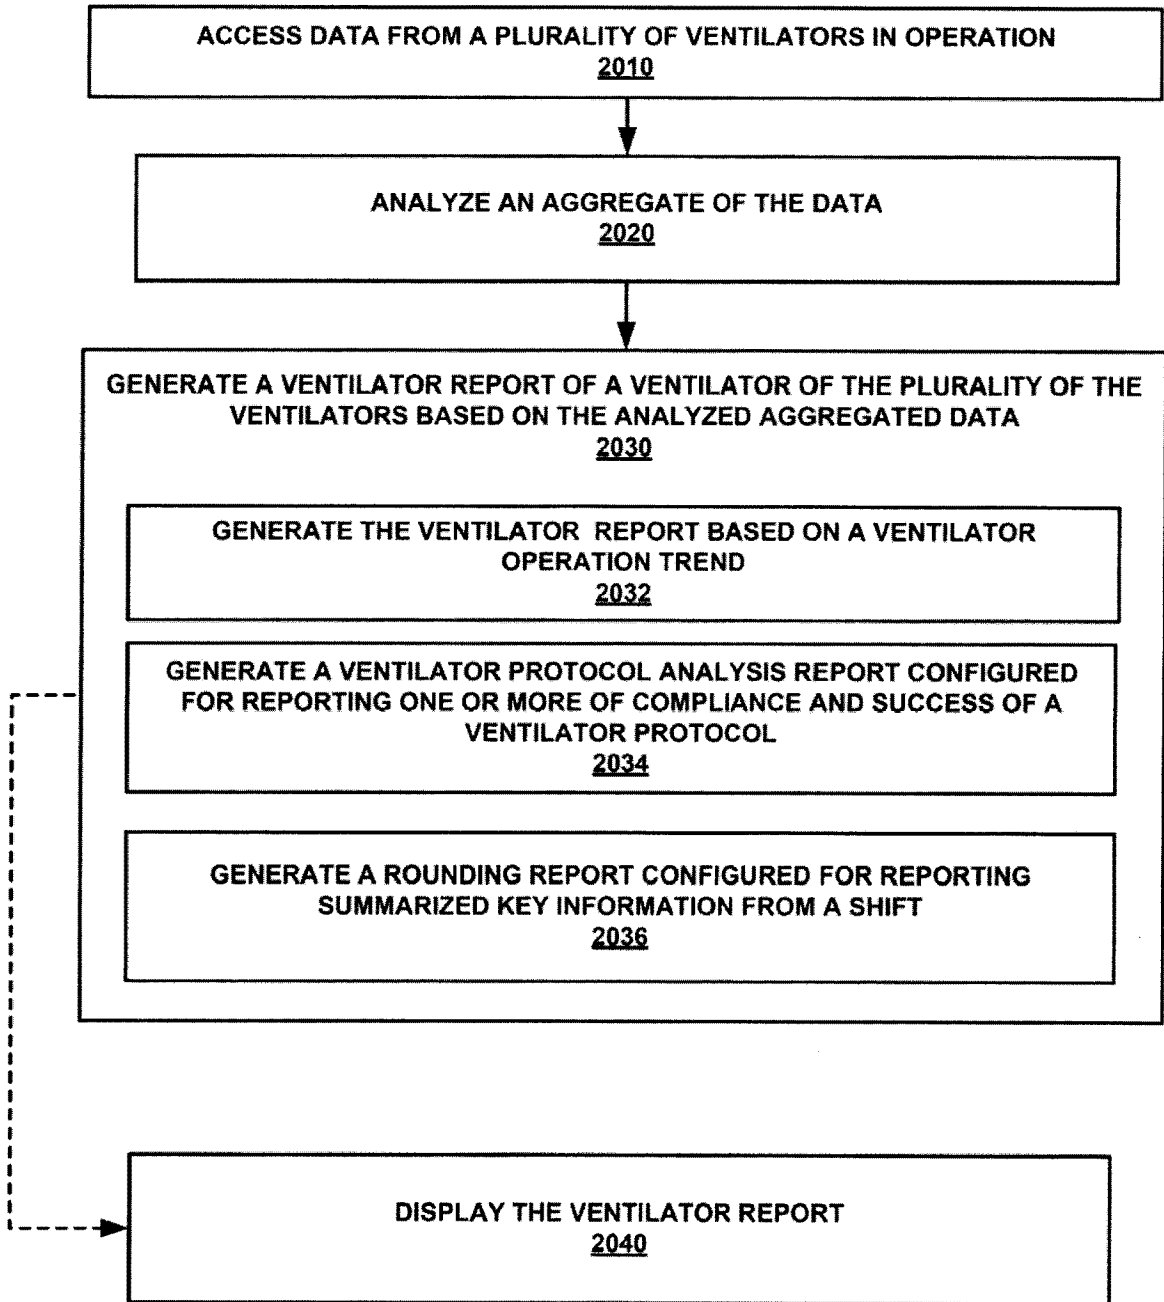 ACCESS DATA FROM A PLURALITY OF VENTILATORS IN OPERATION
2010
ANALYZE AN AGGREGATE OF THE DATA
2020
GENERATE A VENTILATOR REPORT OF A VENTILATOR OF THE PLURALITY OF THE
VENTILATORS BASED ON THE ANALYZED AGGREGATED DATA
2030
GENERATE THE VENTILATOR REPORT BASED ON A VENTILATOR
OPERATION TREND
2032
GENERATE A VENTILATOR PROTOCOL ANALYSIS REPORT CONFIGURED
FOR REPORTING ONE OR MORE OF COMPLIANCE AND SUCCESS OF A
VENTILATOR PROTOCOL
2034
GENERATE A ROUNDING REPORT CONFIGURED FOR REPORTING
SUMMARIZED KEY INFORMATION FROM A SHIFT
2036
DISPLAY THE VENTILATOR REPORT
2040